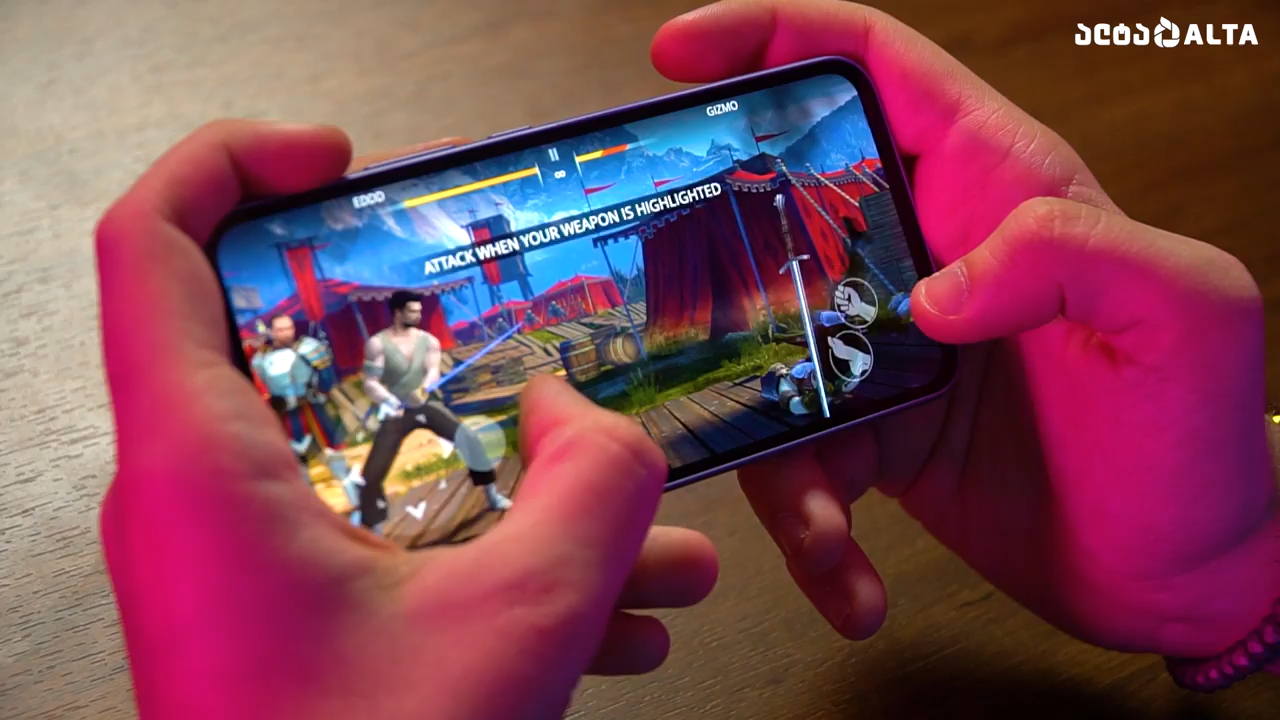 ალტა ALTA
GIZMO
EDDD
∞
ATTACK WHEN YOUR WEAPON IS HIGHLIGHTED